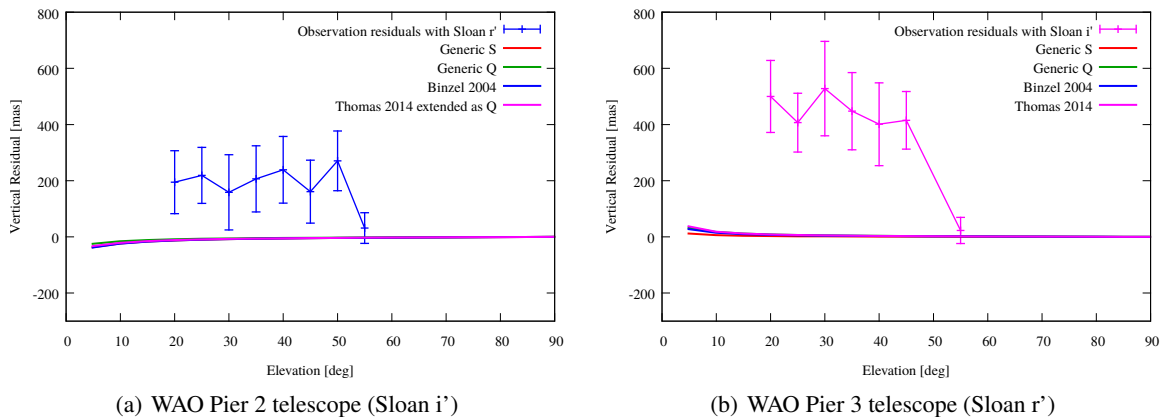 800
600
400
200
0
-200
Vertical Residual [mas]
Observation residuals with Sloan r'
Generic S
Generic Q
Binzel 2004
Thomas 2014 extended as Q
0 10 20 30 40 50 60 70 80 90
Elevation [deg]
(a) WAO Pier 2 telescope (Sloan i’)
800
600
400
200
0
-200
Vertical Residual [mas]
Observation residuals with Sloan i'
Generic S
Generic Q
Binzel 2004
Thomas 2014
0 10 20 30 40 50 60 70 80 90
Elevation [deg]
(b) WAO Pier 3 telescope (Sloan r’)